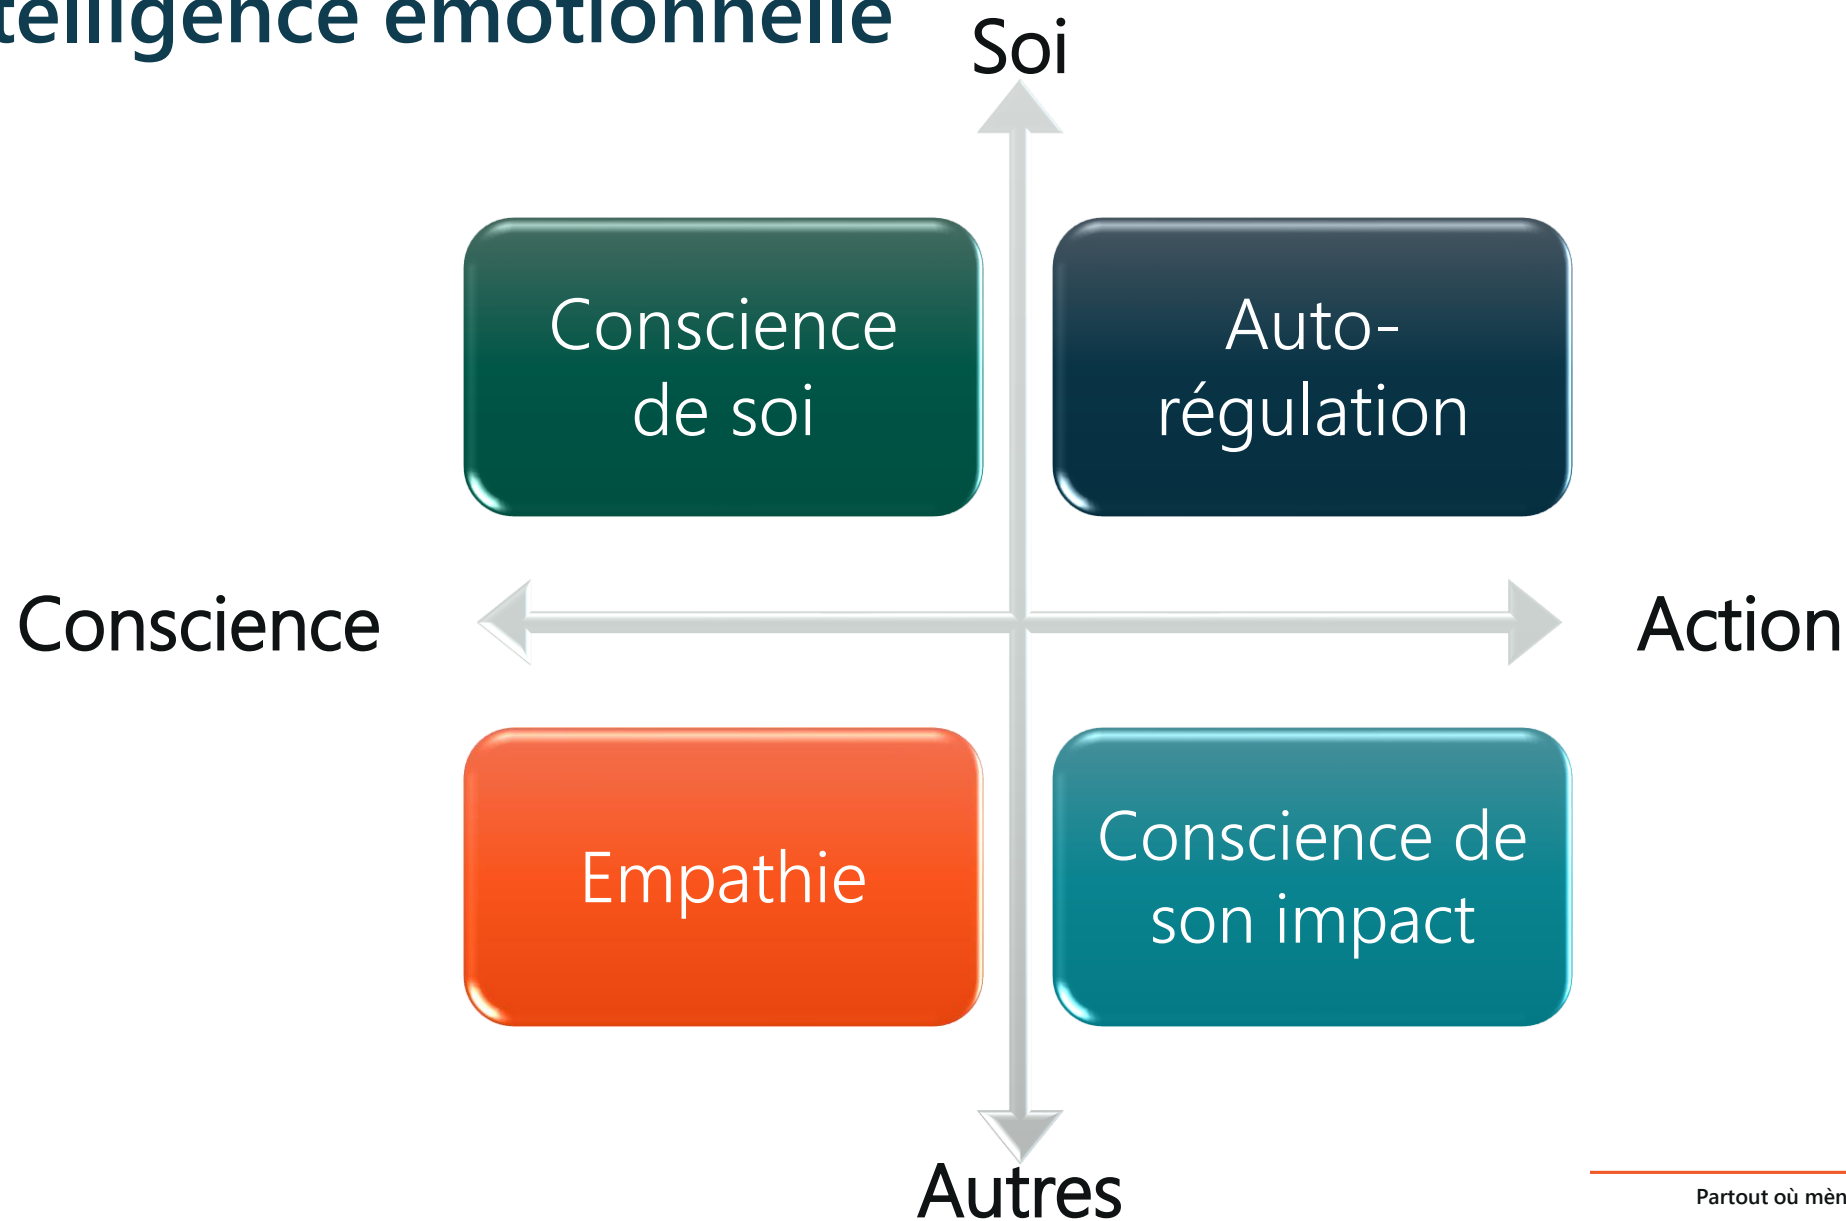 telligence émotionnelle
Soi
Conscience
de soi
Auto-
régulation
Conscience
Action
Empathie
Conscience de
son impact
Autres
Partout où mèn